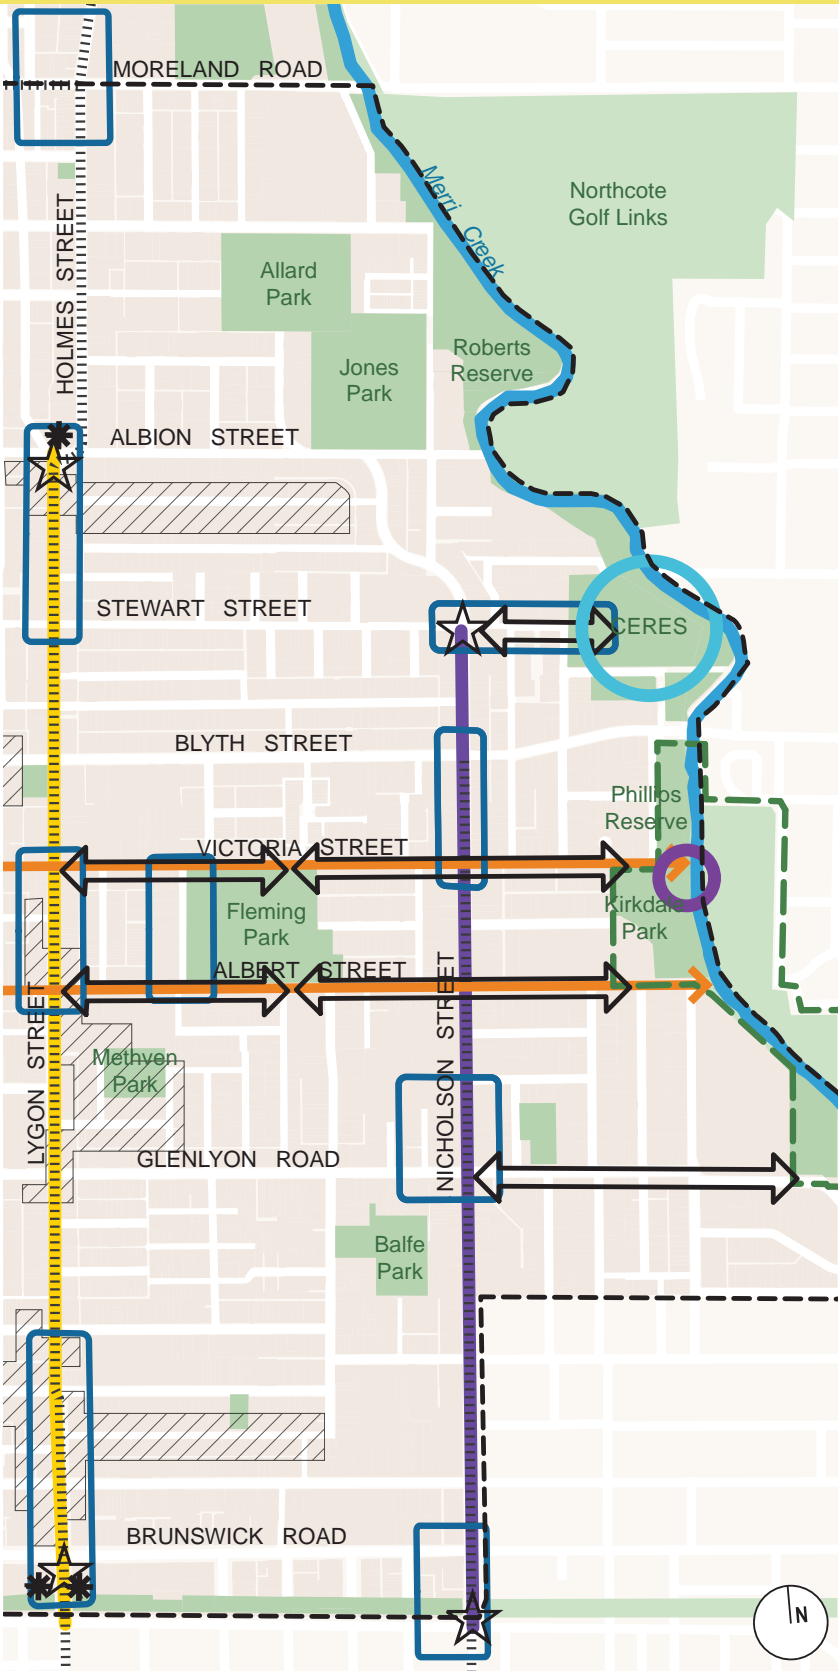 MORELAND ROAD
Merri Creek
Northcote
Golf Links
HOLMES STREET
Allard
Park
Roberts
Reserve
Jones
Park
ALBION STREET
STEWART STREET
CERES
BLYTH STREET
Phillips
Reserve
VICTORIA STREET
Fleming
Park
Kirkdale
Park
ALBERT STREET
LYGON STREET
NICHOLSON STREET
Methven
Park
GLENLYON ROAD
Balfe
Park
BRUNSWICK ROAD
N